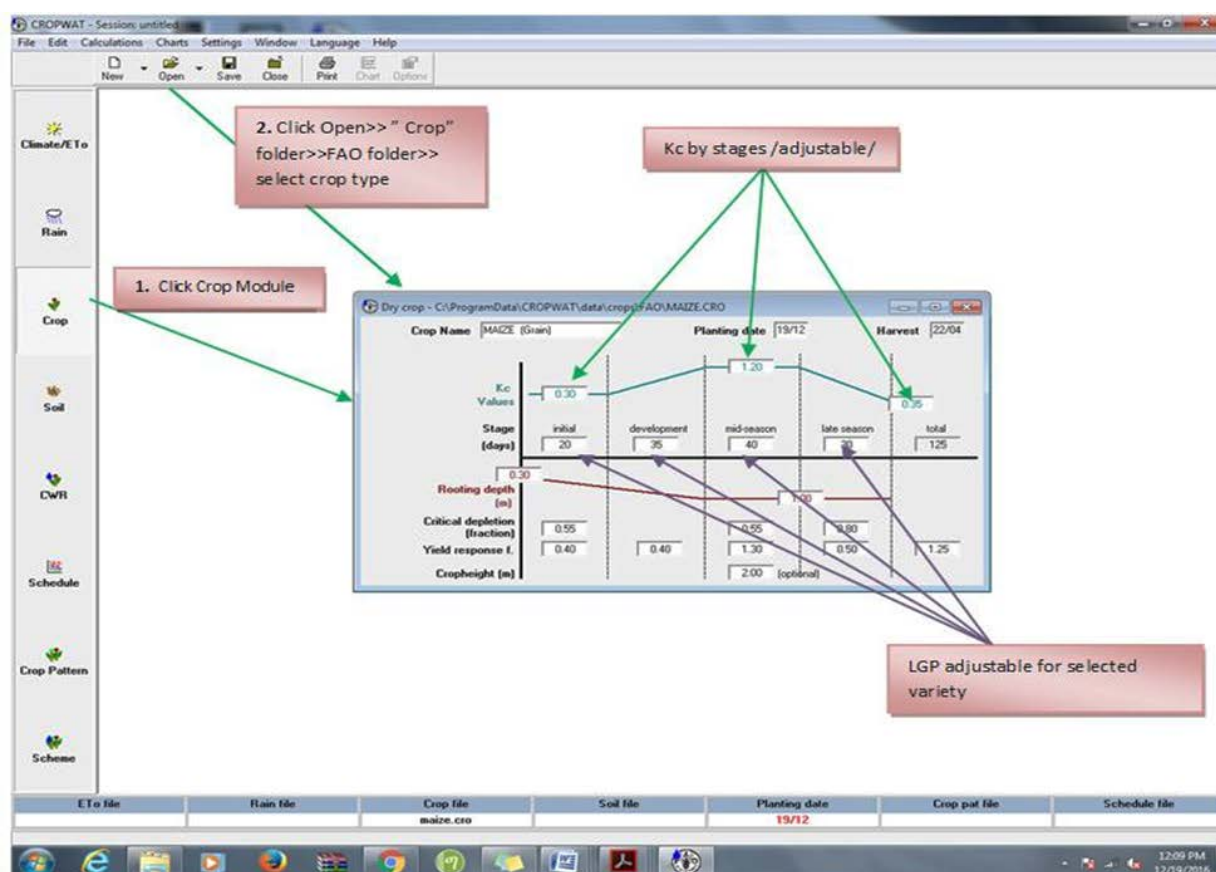 CROPWAT - Session: untitled
File Edit Calculations Charts Settings Window Language Help
New Open Save Close Print Chart Options
Climate/ETo
Rain
Crop
Soil
CWR
Schedule
Crop Pattern
Scheme
2. Click Open>> " Crop"
folder>>FAO folder>>
select crop type
Kc by stages /adjustable/
1. Click Crop Module
Dry crop - C:\ProgramData\CROPWAT\data\crops\FAO\MAIZE.CRO
Crop Name MAIZE (Grain) Planting date 19/12 Harvest 22/04
Kc
Values
0.30 1.20 0.35
Stage initial development mid-season late season total
(days) 20 35 40 30 125
0.30
Rooting depth
(m)
1.00
Critical depletion
(fraction) 0.55 0.55 0.80
Yield response f. 0.40 0.40 1.30 0.50 1.25
Cropheight (m) 2.00 (optional)
LGP adjustable for selected
variety
ETo file Rain file Crop file Soil file Planting date Crop pat file Schedule file
maize.cro 19/12
12:09 PM
12/19/2016